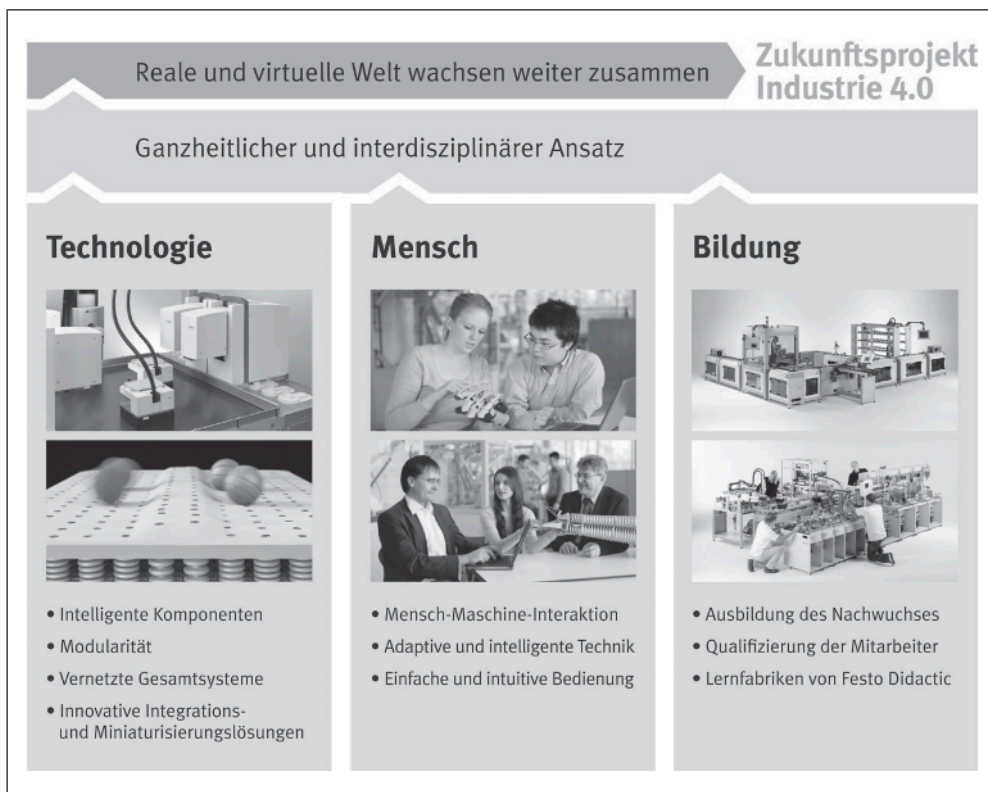 Reale und virtuelle Welt wachsen weiter zusammen
Zukunftsprojekt
Industrie 4.0
Ganzheitlicher und interdisziplinärer Ansatz
Technologie
• Intelligente Komponenten
• Modularität
• Vernetzte Gesamtsysteme
• Innovative Integrations-
und Miniaturisierungslösungen
Mensch
• Mensch-Maschine-Interaktion
• Adaptive und intelligente Technik
• Einfache und intuitive Bedienung
Bildung
• Ausbildung des Nachwuchses
• Qualifizierung der Mitarbeiter
• Lernfabriken von Festo Didactic